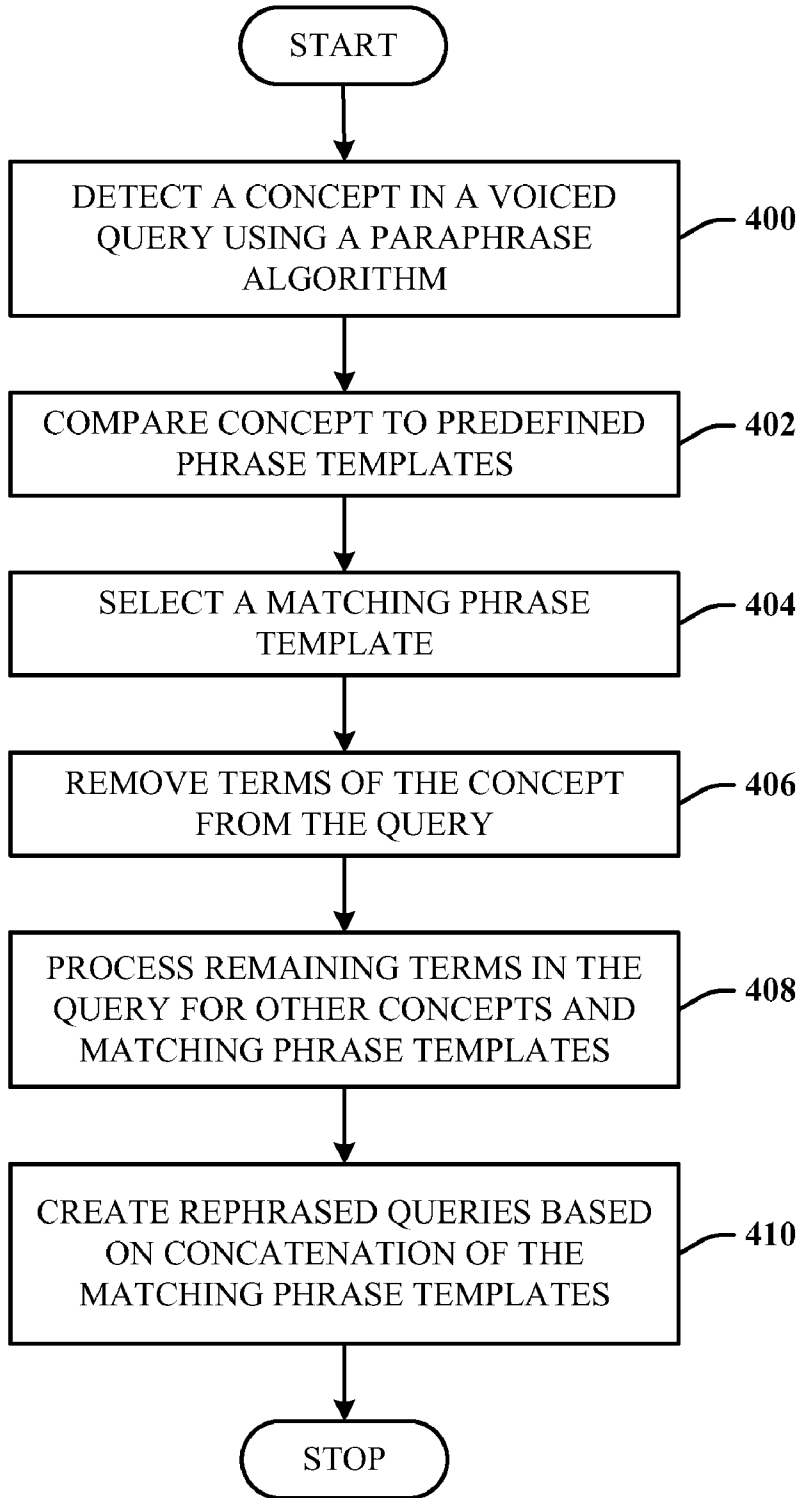 START
DETECT A CONCEPT IN A VOICED
QUERY USING A PARAPHRASE
ALGORITHM
400
COMPARE CONCEPT TO PREDEFINED
PHRASE TEMPLATES
402
SELECT A MATCHING PHRASE
TEMPLATE
404
REMOVE TERMS OF THE CONCEPT
FROM THE QUERY
406
PROCESS REMAINING TERMS IN THE
QUERY FOR OTHER CONCEPTS AND
MATCHING PHRASE TEMPLATES
408
CREATE REPHRASED QUERIES BASED
ON CONCATENATION OF THE
MATCHING PHRASE TEMPLATES
410
STOP